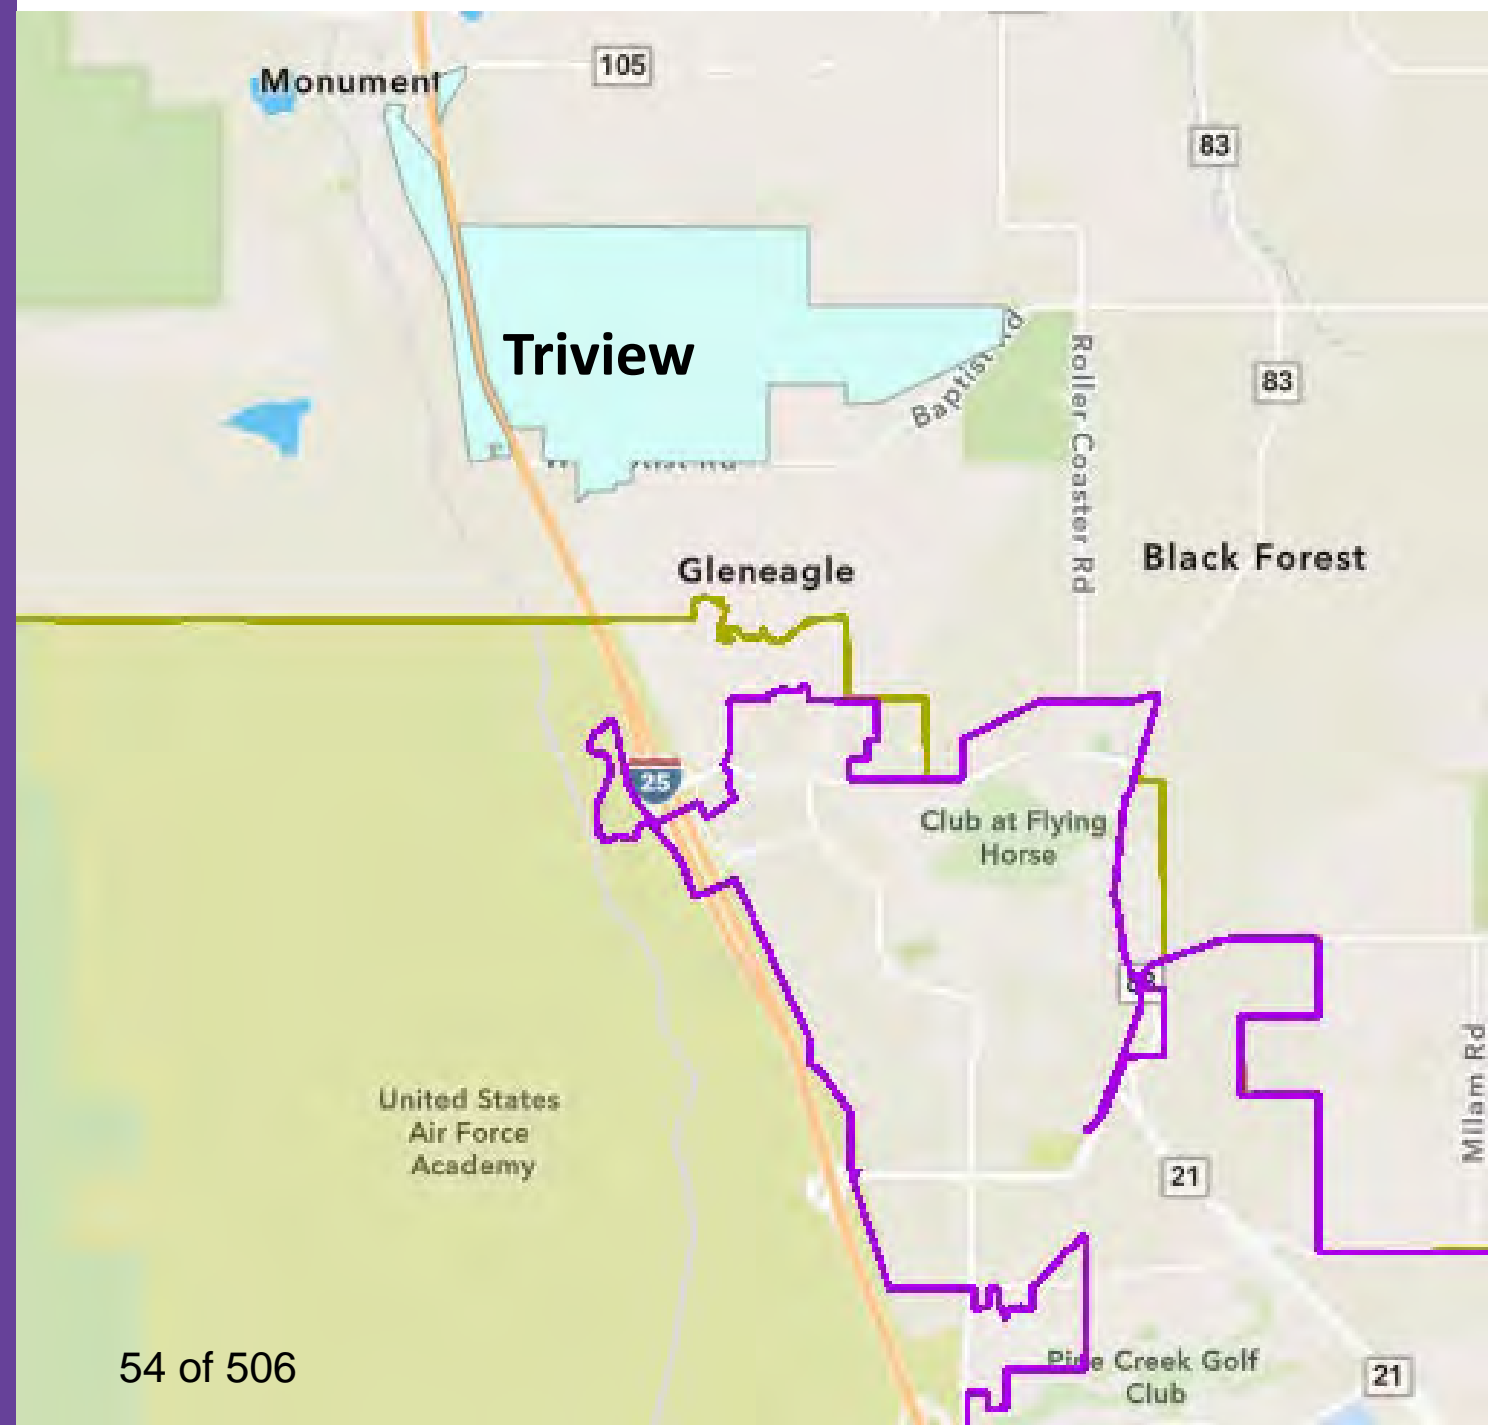 Monument
105
83
Triview
Baptist Rd
Roller Coaster Rd
83
Gleneagle
Black Forest
25
Club at Flying
Horse
United States
Air Force
Academy
Milam Rd
21
54 of 506
Pine Creek Golf
Club
21